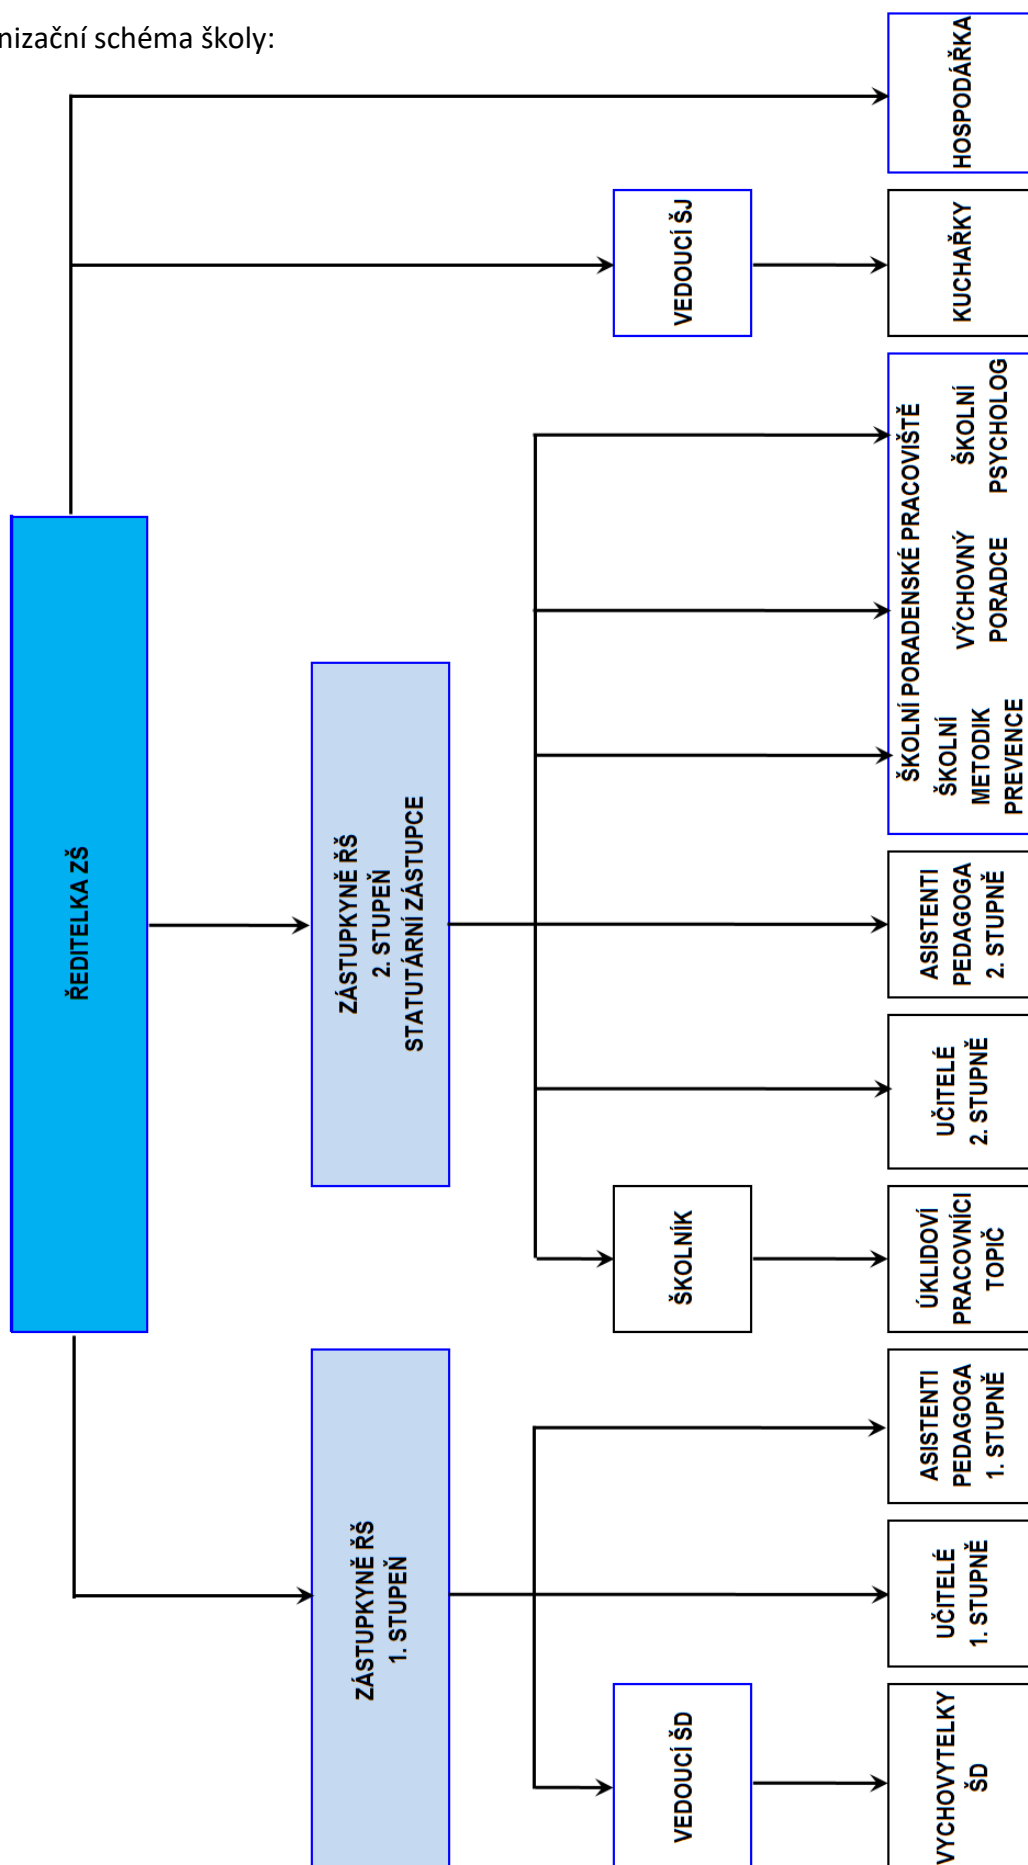 nizační schéma školy:
ŘEDITELKA ZŠ
ZÁSTUPKYNĚ ŘŠ
1. STUPEŇ
ZÁSTUPKYNĚ ŘŠ
2. STUPEŇ
STATUTÁRNÍ ZÁSTUPCE
VEDOUCÍ ŠD
ŠKOLNÍK
VEDOUCÍ ŠJ
VYCHOVYTELKY
ŠD
UČITELÉ
1. STUPNĚ
ASISTENTI
PEDAGOGA
1. STUPNĚ
ÚKLIDOVÍ
PRACOVNÍCI
TOPIČ
UČITELÉ
2. STUPNĚ
ASISTENTI
PEDAGOGA
2. STUPNĚ
ŠKOLNÍ PORADENSKÉ PRACOVIŠTĚ
ŠKOLNÍ
METODIK
PREVENCE
VÝCHOVNÝ
PORADCE
ŠKOLNÍ
PSYCHOLOG
KUCHAŘKY
HOSPODÁŘKA